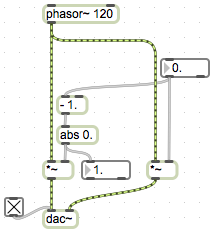 phasor~ 120
0.
- 1.
abs 0.
*~
1.
*~
dac~